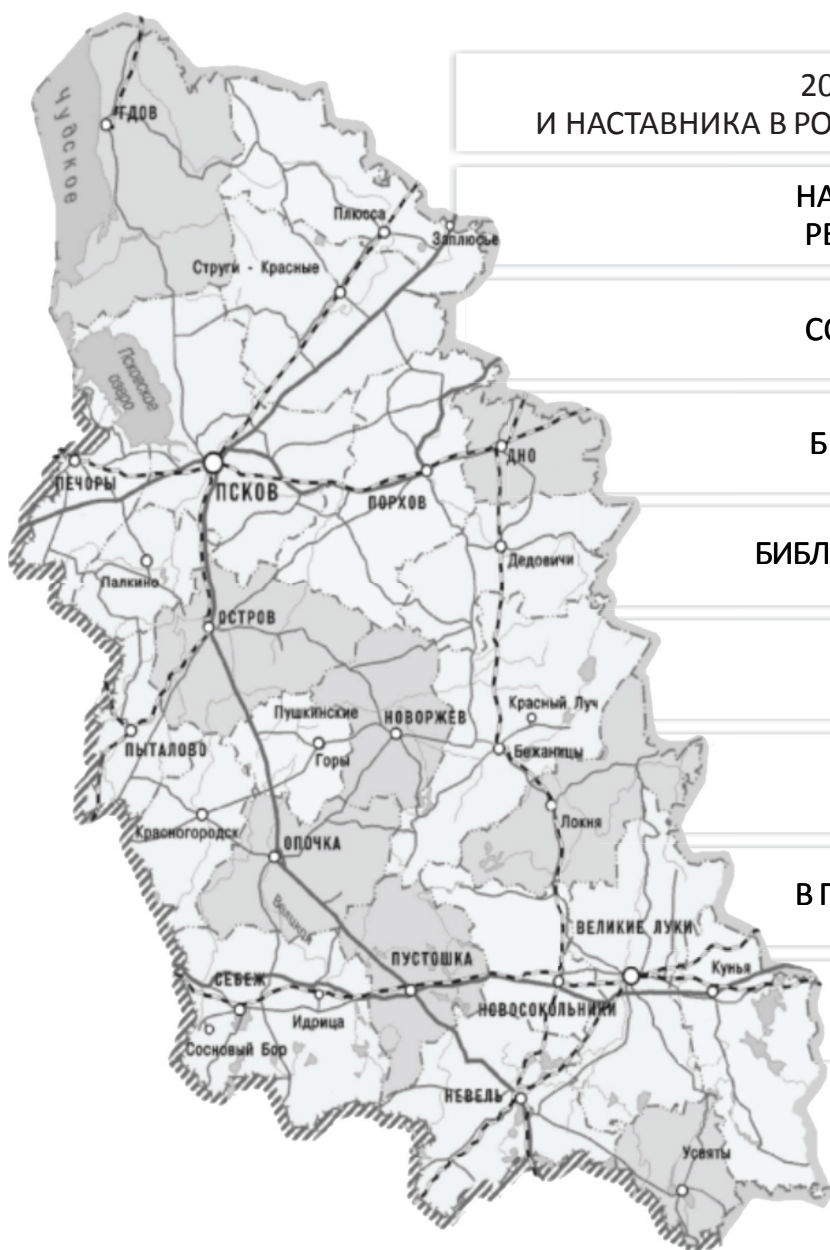 20
И НАСТАВНИКА В РО
НА
РЕ
СО
Б
БИБЛ
В П
Чудское
ГДОВ
Плюсса
Заплюсье
Струги - Красные
Псковское
озеро
ПЕЧОРЫ
ПСКОВ
ПОРХОВ
ДНО
Палкино
Дедовичи
ОСТРОВ
Пушкинские
Горы
НОВОРЖЕВ
Красный Луч
ПЫТАЛОВО
Бежаницы
Красногородск
Локня
ОПОЧКА
Великая
ПУСТОШКА
ВЕЛИКИЕ ЛУКИ
СЕБЕЖ
Идрица
НОВОСОКОЛЬНИКИ
Кунья
Сосновый Бор
НЕВЕЛЬ
Усвяты